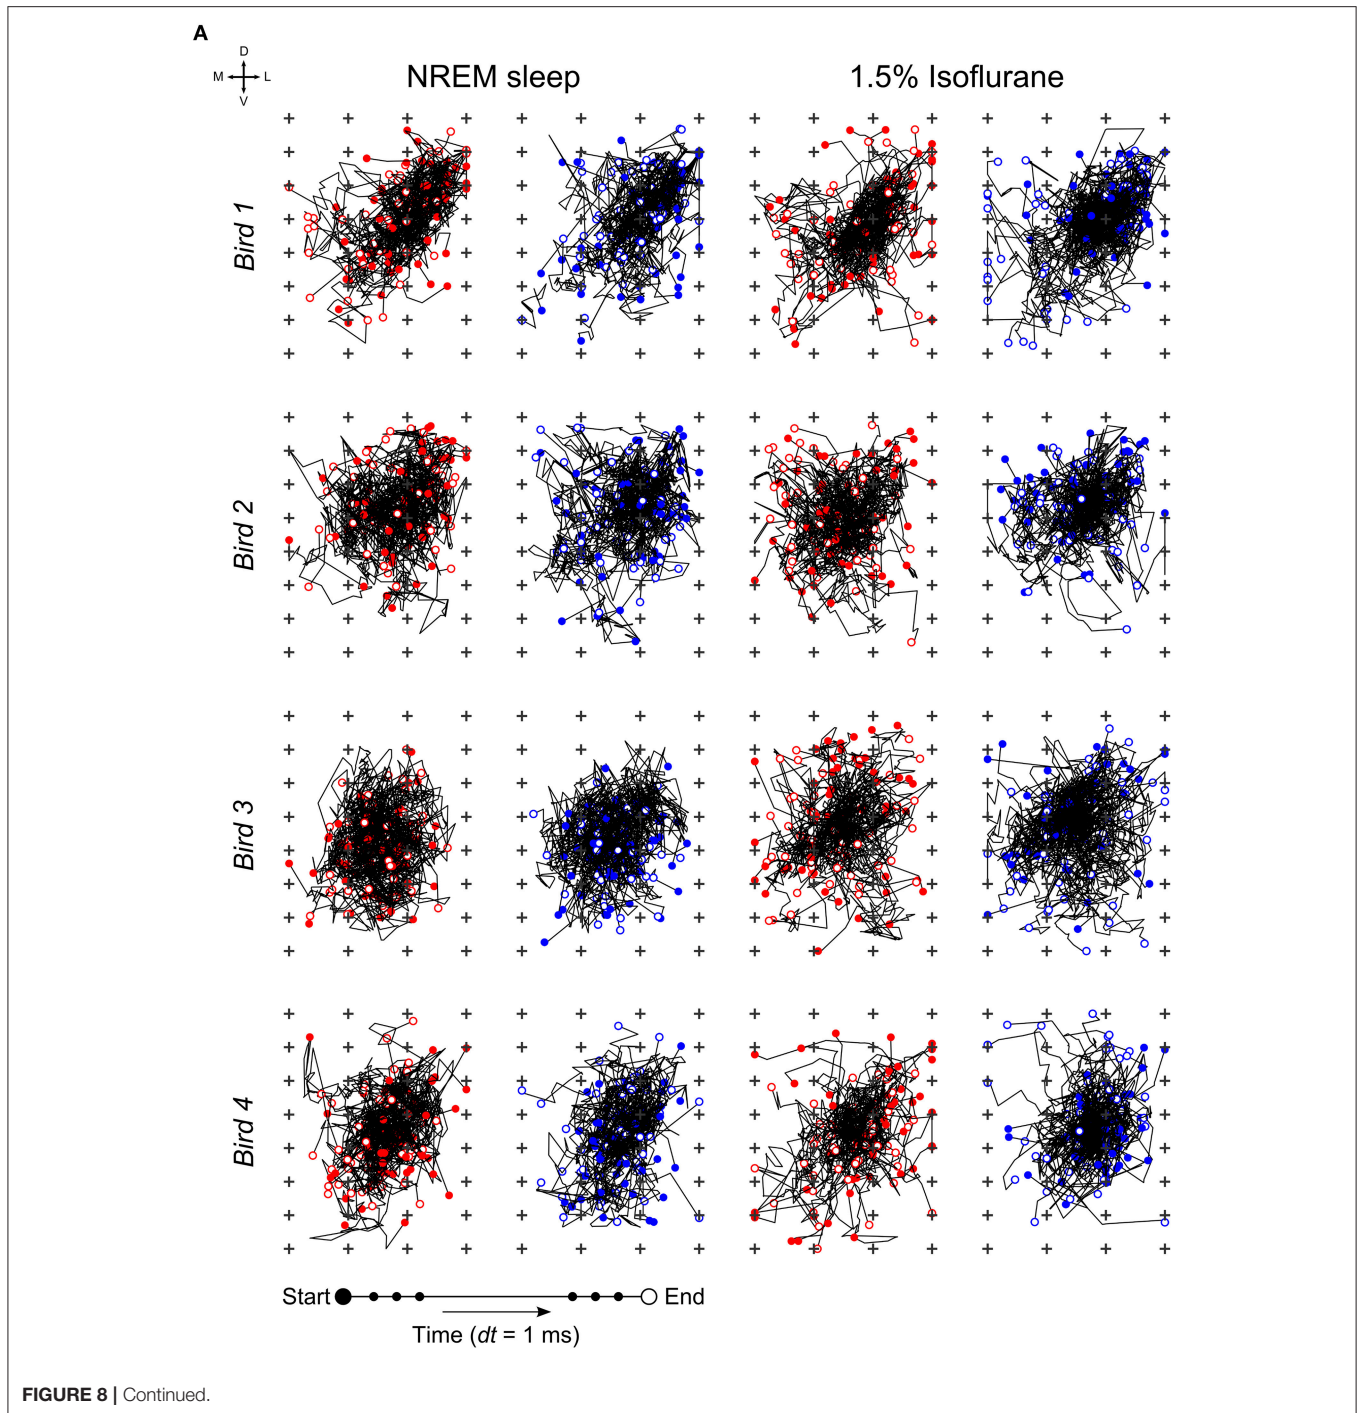 A
D
M L
V
NREM sleep 1.5% Isoflurane
Bird 1
Bird 2
Bird 3
Bird 4
Start End
Time (dt = 1 ms)
FIGURE 8 | Continued.